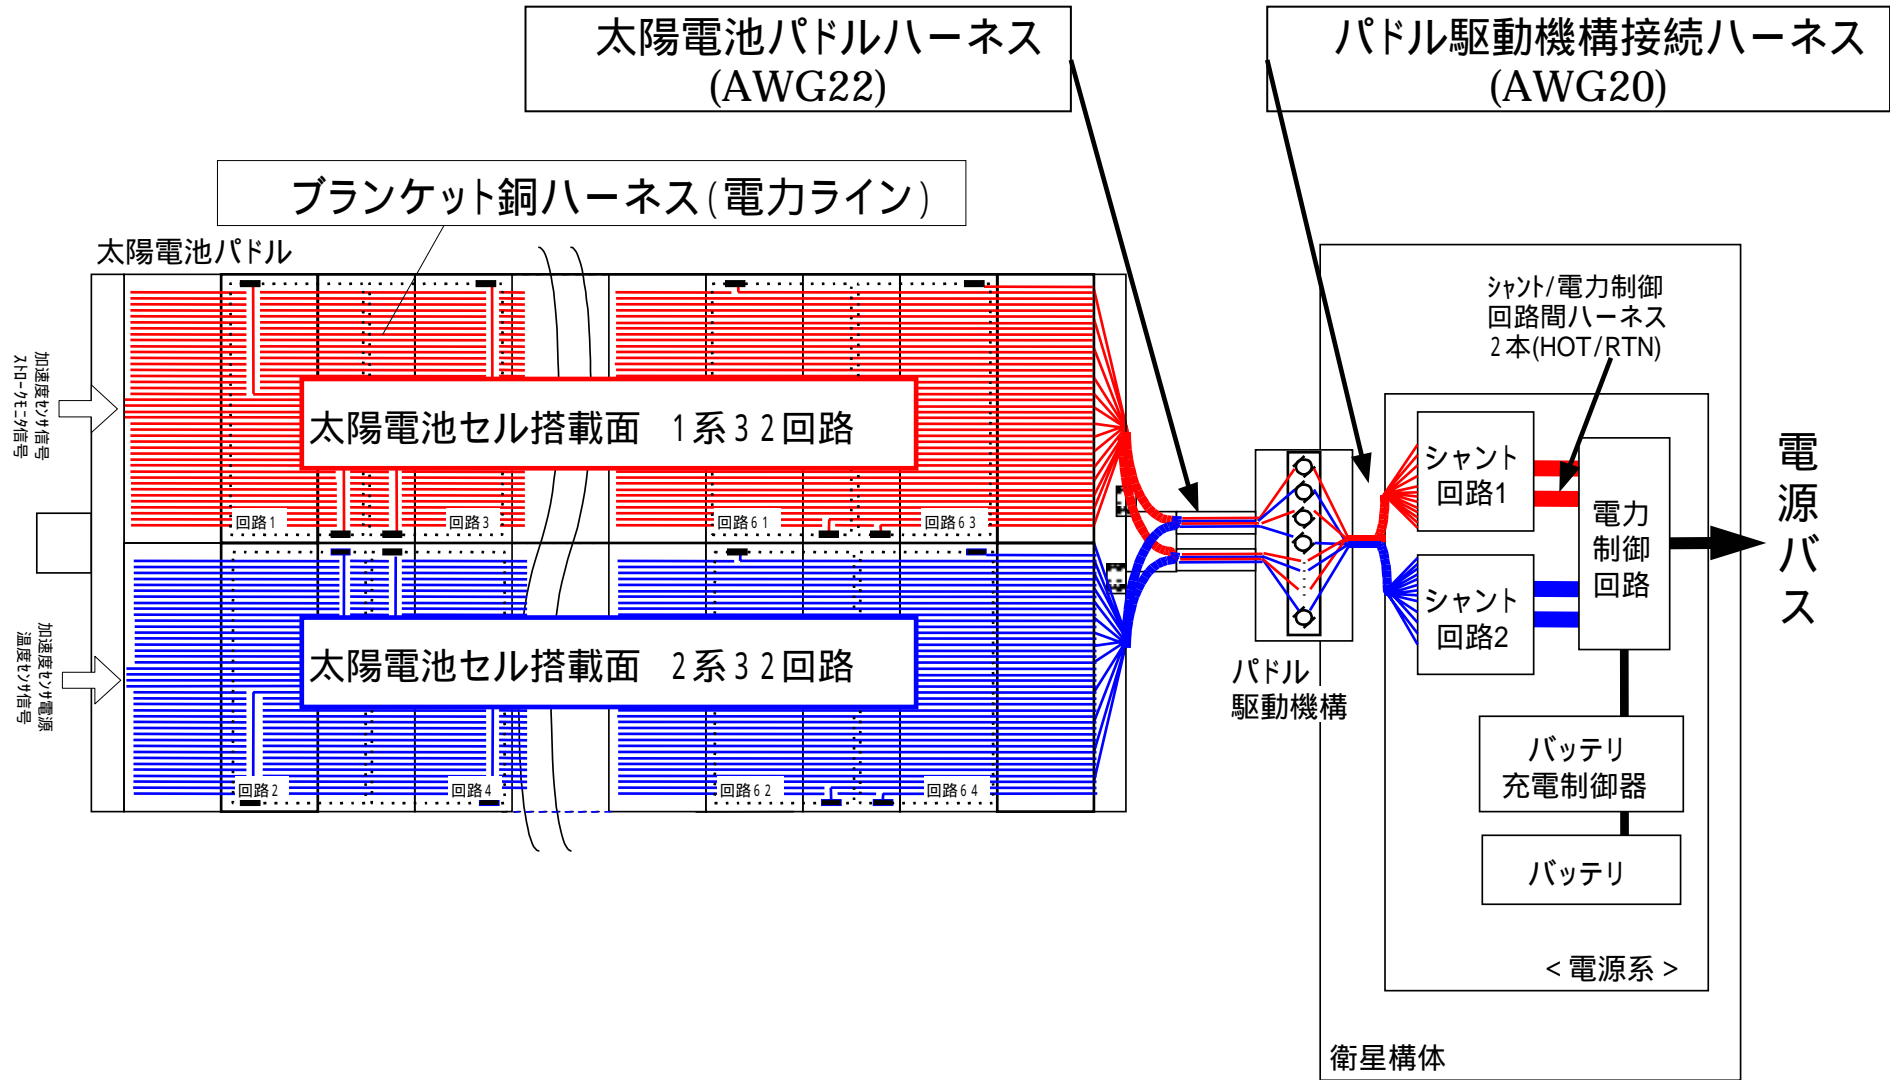 太陽電池パドルハーネス
(AWG22)
パドル駆動機構接続ハーネス
(AWG20)
ブランケット銅ハーネス(電力ライン)
太陽電池パドル
加速度センサ信号
ストロークモニタ信号
太陽電池セル搭載面 1系32回路
回路1
回路3
回路61
回路63
太陽電池セル搭載面 2系32回路
加速度センサ電源
温度センサ信号
回路2
回路4
回路62
回路64
パドル
駆動機構
シャント/電力制御
回路間ハーネス
2本(HOT/RTN)
シャント
回路1
シャント
回路2
電力
制御
回路
電源バス
バッテリ
充電制御器
バッテリ
<電源系>
衛星構体